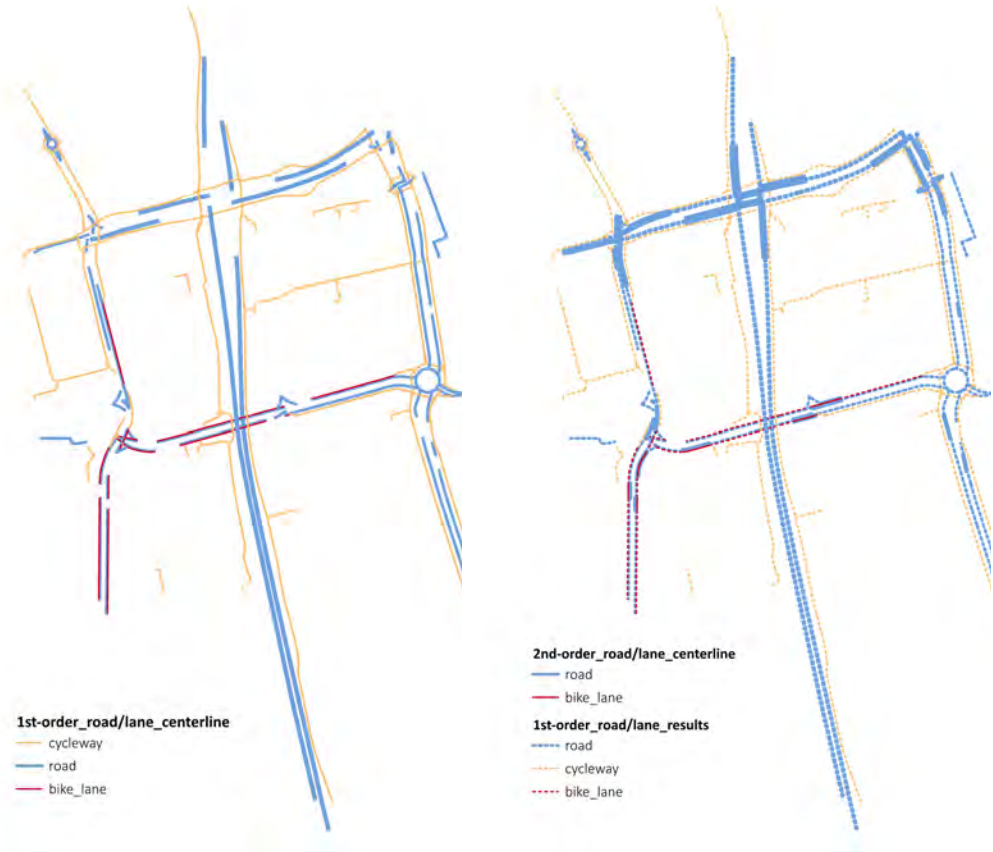 1st-order_road/lane_centerline
cycleway
road
bike_lane
2nd-order_road/lane_centerline
road
bike_lane
1st-order_road/lane_results
road
cycleway
bike_lane